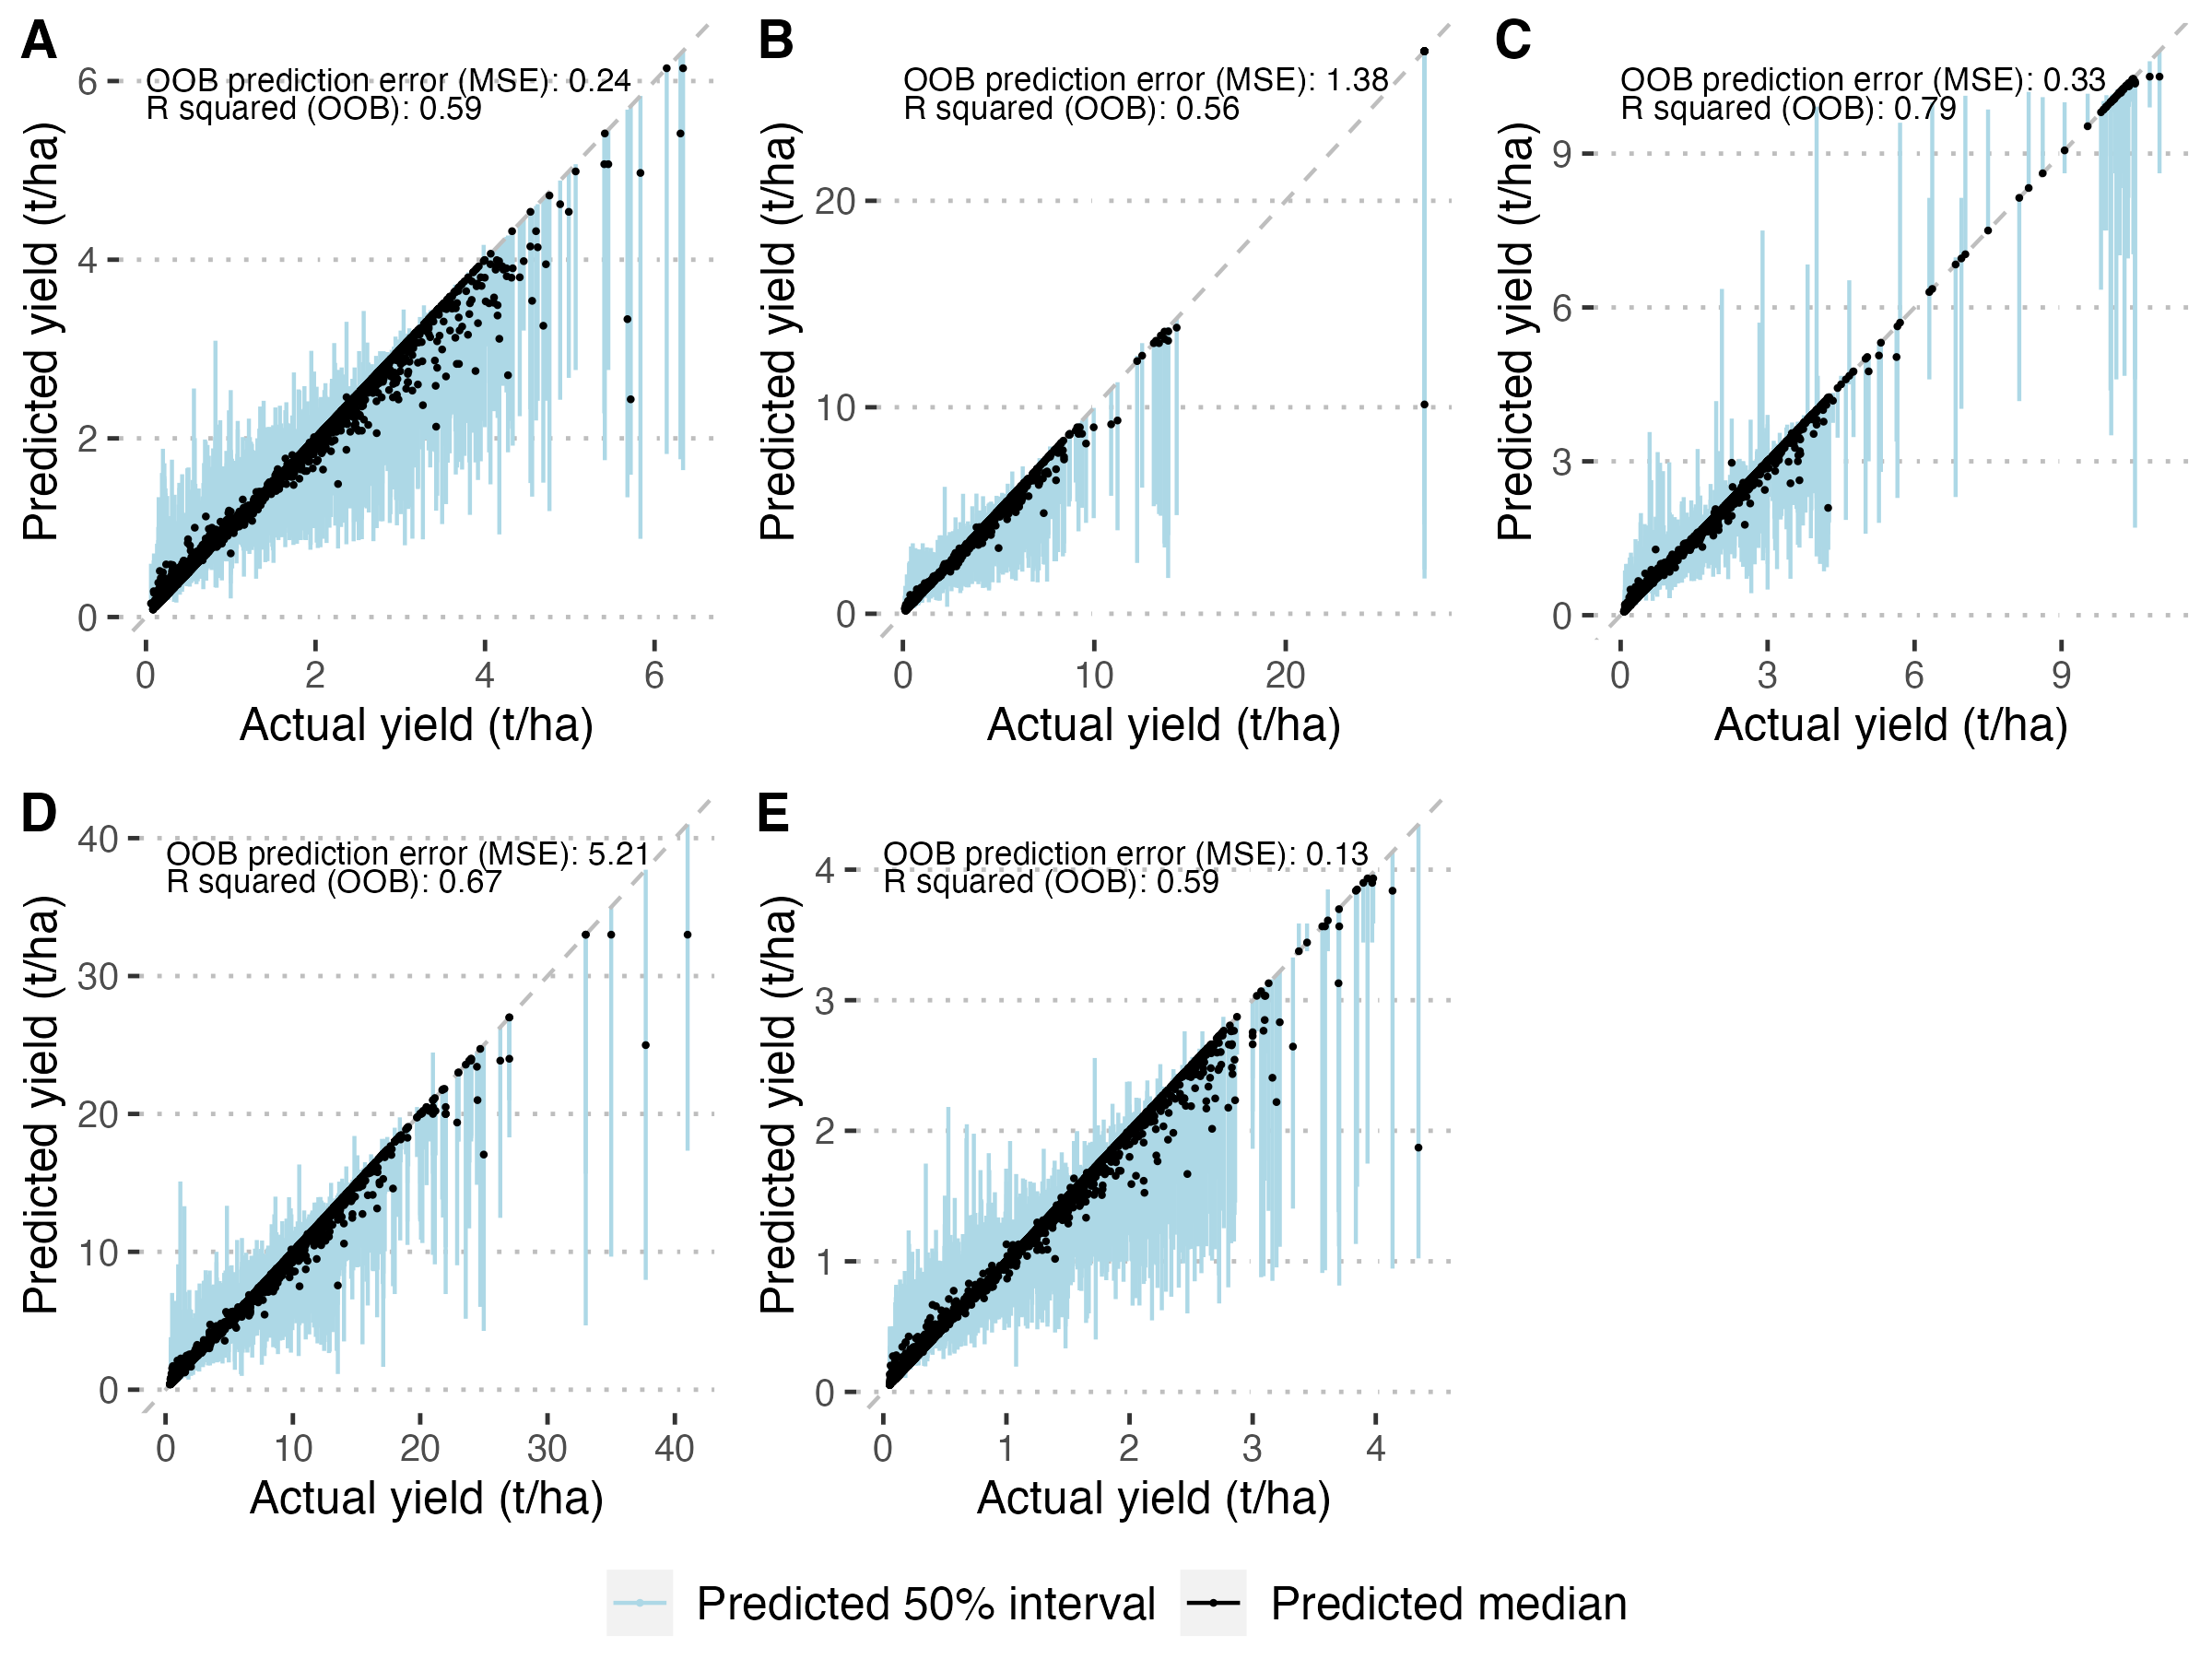 A
OOB prediction error (MSE): 0.24
R squared (OOB): 0.59
Predicted yield (t/ha)
6
4
2
0
0 2 4 6
Actual yield (t/ha)
B
OOB prediction error (MSE): 1.38
R squared (OOB): 0.56
Predicted yield (t/ha)
20
10
0
0 10 20
Actual yield (t/ha)
C
OOB prediction error (MSE): 0.33
R squared (OOB): 0.79
Predicted yield (t/ha)
9
6
3
0
0 3 6 9
Actual yield (t/ha)
D
OOB prediction error (MSE): 5.21
R squared (OOB): 0.67
Predicted yield (t/ha)
40
30
20
10
0
0 10 20 30 40
Actual yield (t/ha)
E
OOB prediction error (MSE): 0.13
R squared (OOB): 0.59
Predicted yield (t/ha)
4
3
2
1
0
0 1 2 3 4
Actual yield (t/ha)
Predicted 50% interval Predicted median